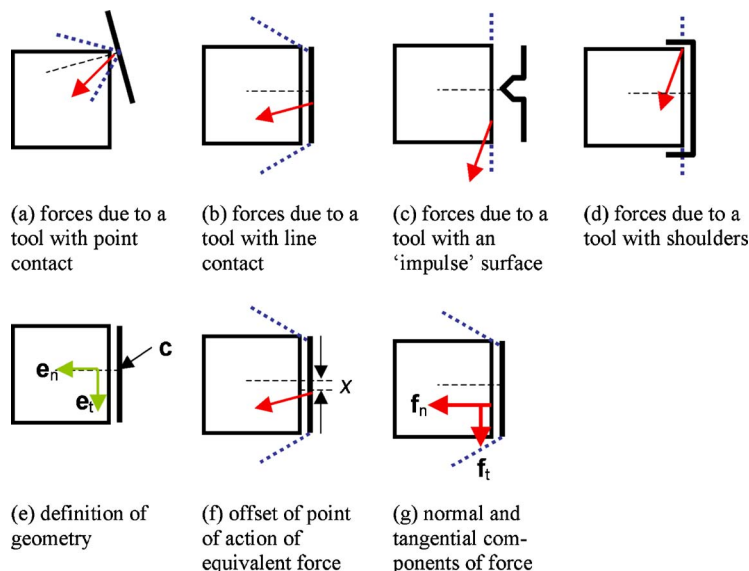 (a) forces due to a
tool with point
contact
(b) forces due to a
tool with line
contact
(c) forces due to a
tool with an
‘impulse’ surface
(d) forces due to a
tool with shoulders
c
eₙ
eₜ
x
fₙ
fₜ
(e) definition of
geometry
(f) offset of point
of action of
equivalent force
(g) normal and
tangential com-
ponents of force